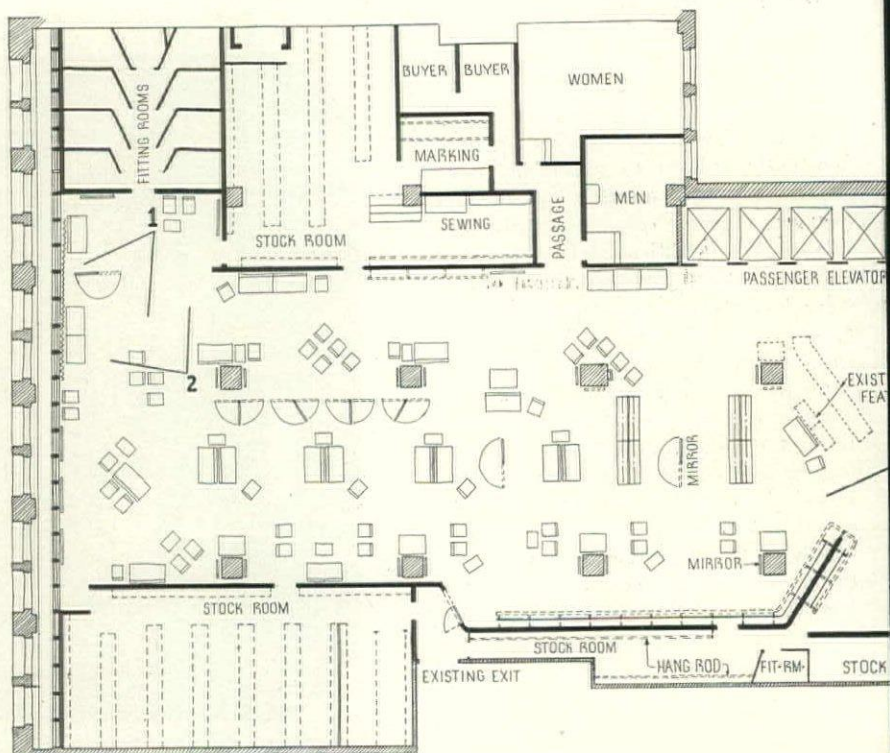 BUYER
BUYER
WOMEN
FITTING ROOMS
MARKING
MEN
PASSAGE
1
STOCK ROOM
SEWING
PASSENGER ELEVATOR
2
EXIST
FEA
MIRROR
MIRROR
STOCK ROOM
STOCK ROOM
HANG ROD
FIT·RM·
STOCK
EXISTING EXIT